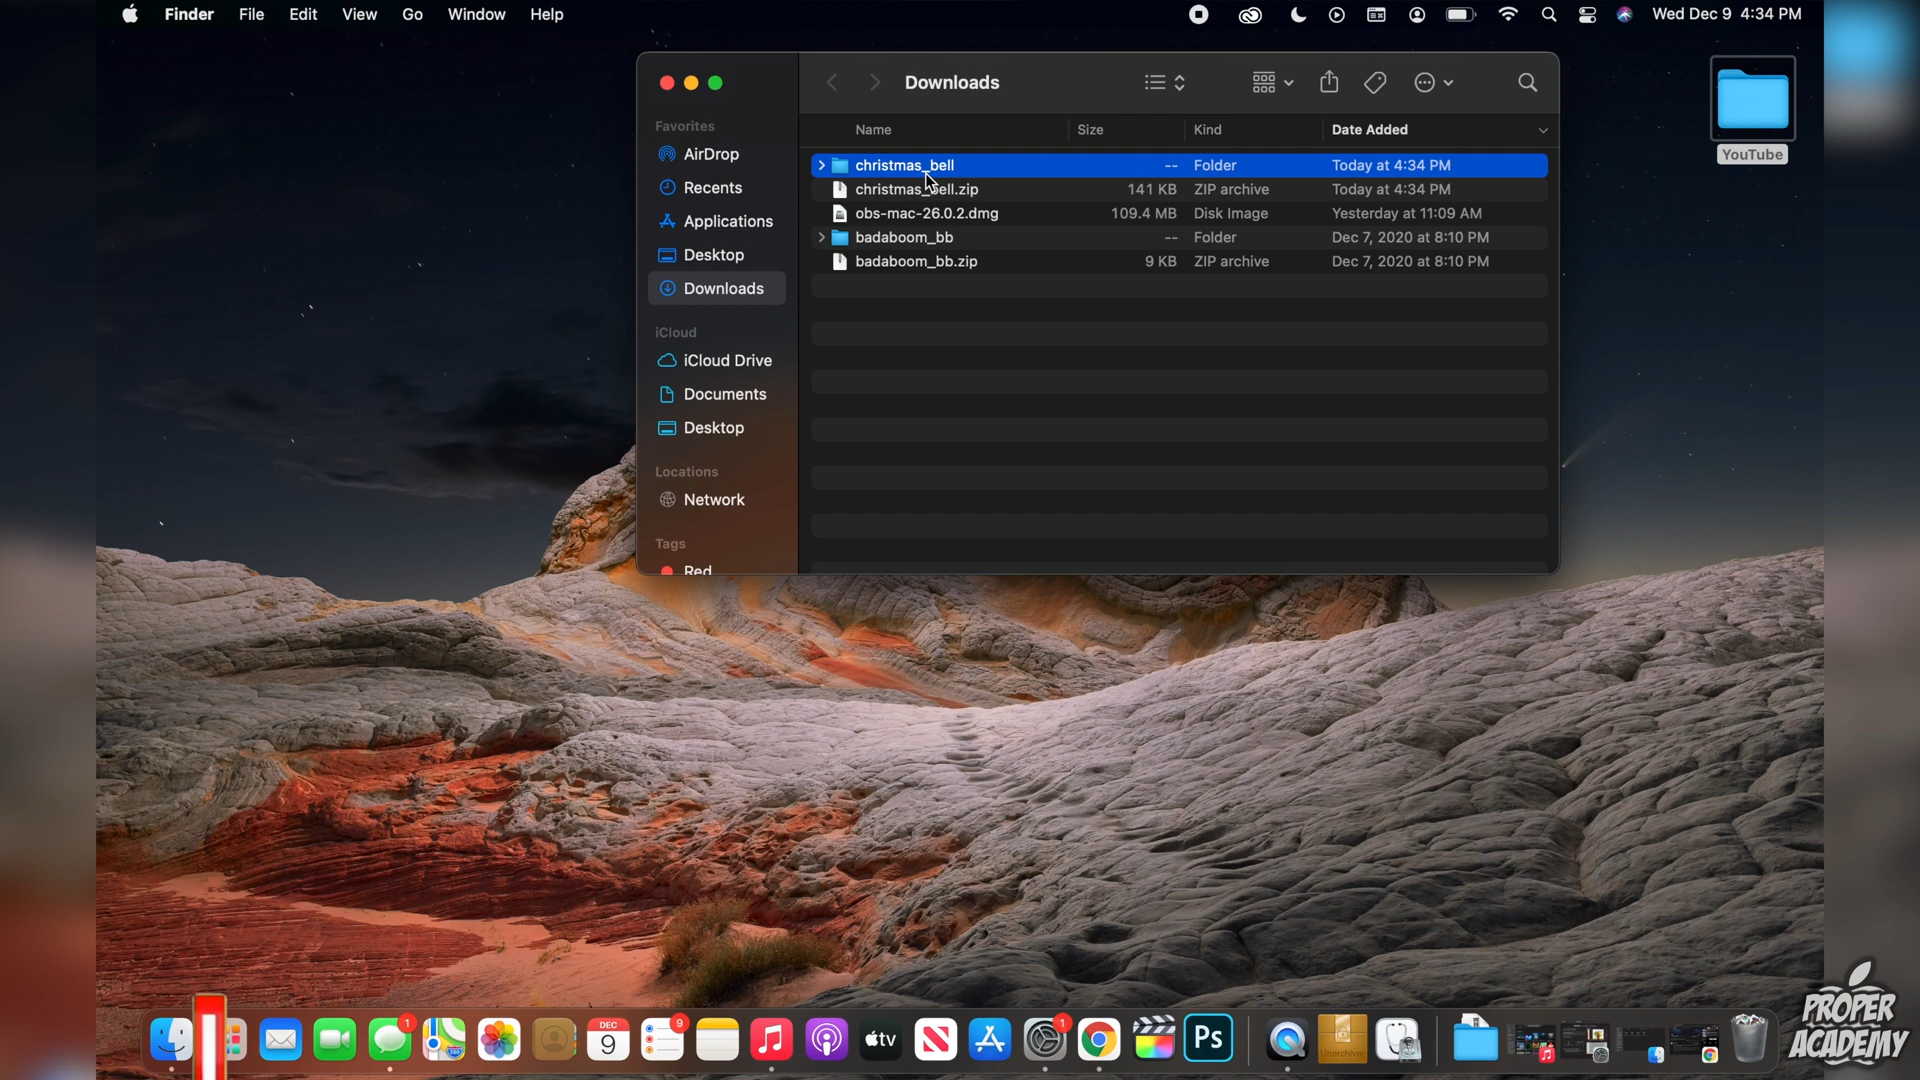 Finder File Edit View Go Window Help
Wed Dec 9 4:34 PM
YouTube
Downloads
Favorites
AirDrop
Recents
Applications
Desktop
Downloads
iCloud
iCloud Drive
Documents
Desktop
Locations
Network
Tags
Red
Name Size Kind Date Added
christmas_bell -- Folder Today at 4:34 PM
christmas_bell.zip 141 KB ZIP archive Today at 4:34 PM
obs-mac-26.0.2.dmg 109.4 MB Disk Image Yesterday at 11:09 AM
badaboom_bb -- Folder Dec 7, 2020 at 8:10 PM
badaboom_bb.zip 9 KB ZIP archive Dec 7, 2020 at 8:10 PM
1
DEC
9
9
tv
1
Ps
Unarchiver
PROPER
ACADEMY